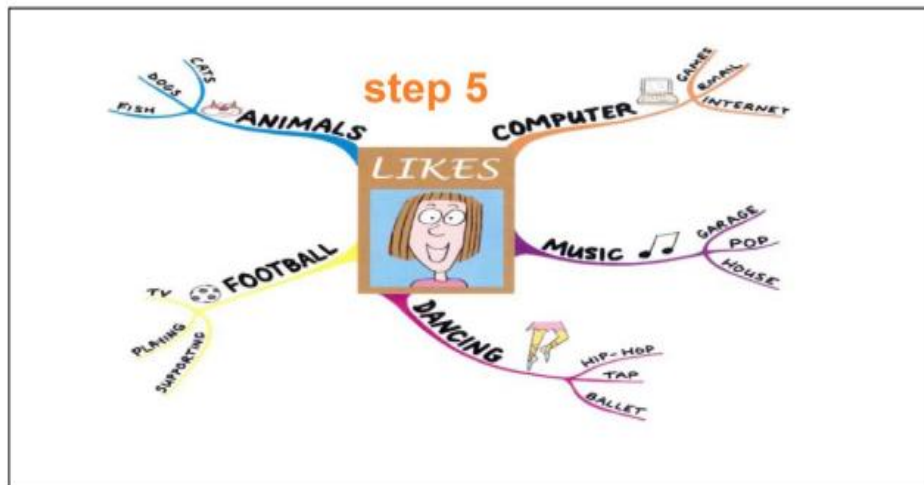 step 5
LIKES
ANIMALS
CATS
DOGS
FISH
COMPUTER
GAMES
EMAIL
INTERNET
MUSIC
GARAGE
POP
HOUSE
DANCING
HIP-HOP
TAP
BALLET
FOOTBALL
TV
PLAYING
SUPPORTING